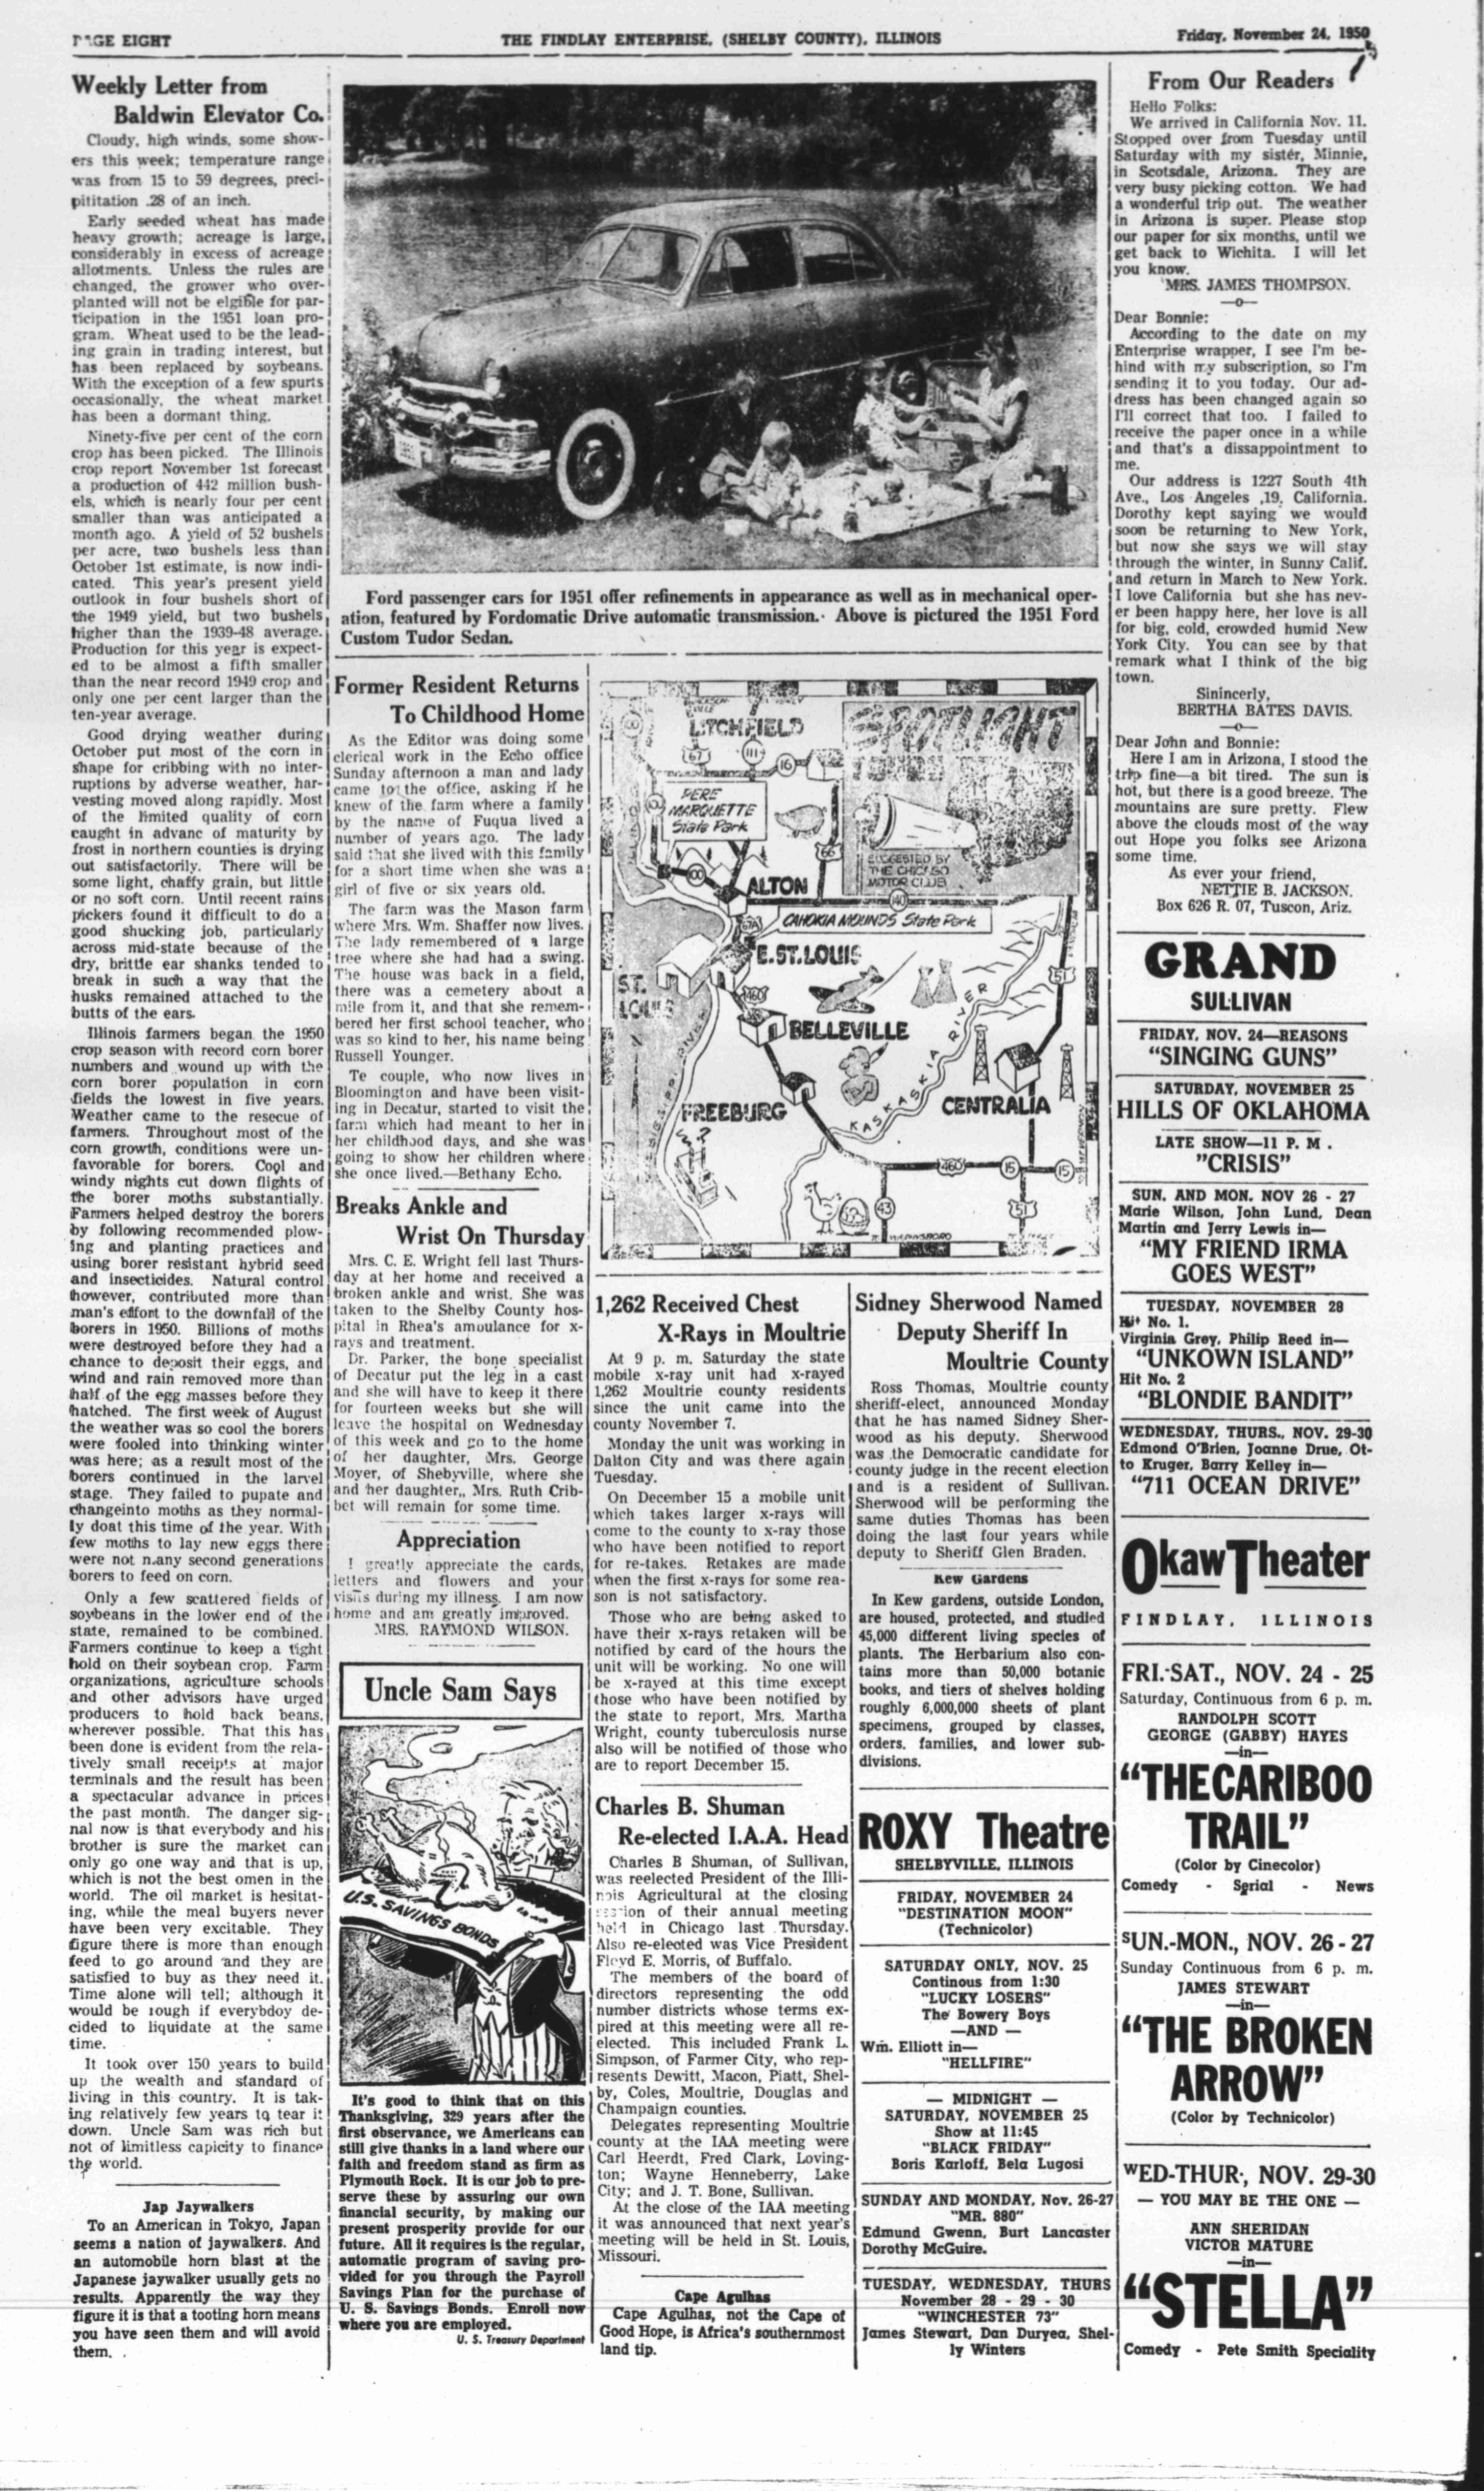 PAGE EIGHT
THE FINDLAY ENTERPRISE, (SHELBY COUNTY), ILLINOIS
Friday, November 24, 1950
Weekly Letter from
Baldwin Elevator Co.
Cloudy, high winds, some show-
ers this week; temperature range
was from 15 to 59 degrees, preci-
pititation .28 of an inch.
Early seeded wheat has made
heavy growth; acreage is large,
considerably in excess of acreage
allotments. Unless the rules are
changed, the grower who over-
planted will not be elgible for par-
ticipation in the 1951 loan pro-
gram. Wheat used to be the lead-
ing grain in trading interest, but
has been replaced by soybeans.
With the exception of a few spurts
occasionally, the wheat market
has been a dormant thing.
Ninety-five per cent of the corn
crop has been picked. The Illinois
crop report November 1st forecast
a production of 442 million bush-
els, which is nearly four per cent
smaller than was anticipated a
month ago. A yield of 52 bushels
per acre, two bushels less than
October 1st estimate, is now indi-
cated. This year's present yield
outlook in four bushels short of
the 1949 yield, but two bushels
higher than the 1939-48 average.
Production for this year is expect-
ed to be almost a fifth smaller
than the near record 1949 crop and
only one per cent larger than the
ten-year average.
Good drying weather during
October put most of the corn in
shape for cribbing with no inter-
ruptions by adverse weather, har-
vesting moved along rapidly. Most
of the limited quality of corn
caught in advanc of maturity by
frost in northern counties is drying
out satisfactorily. There will be
some light, chaffy grain, but little
or no soft corn. Until recent rains
pickers found it difficult to do a
good shucking job, particularly
across mid-state because of the
dry, brittle ear shanks tended to
break in such a way that the
husks remained attached to the
butts of the ears.
Illinois farmers began the 1950
crop season with record corn borer
numbers and wound up with the
corn borer population in corn
fields the lowest in five years.
Weather came to the resecue of
farmers. Throughout most of the
corn growth, conditions were un-
favorable for borers. Cool and
windy nights cut down flights of
the borer moths substantially.
Farmers helped destroy the borers
by following recommended plow-
ing and planting practices and
using borer resistant hybrid seed
and insecticides. Natural control
however, contributed more than
man's effort to the downfall of the
borers in 1950. Billions of moths
were destroyed before they had a
chance to deposit their eggs, and
wind and rain removed more than
half of the egg masses before they
hatched. The first week of August
the weather was so cool the borers
were fooled into thinking winter
was here; as a result most of the
borers continued in the larvel
stage. They failed to pupate and
changeinto moths as they normal-
ly doat this time of the year. With
few moths to lay new eggs there
were not many second generations
borers to feed on corn.
Only a few scattered fields of
soybeans in the lower end of the
state, remained to be combined.
Farmers continue to keep a tight
hold on their soybean crop. Farm
organizations, agriculture schools
and other advisors have urged
producers to hold back beans,
wherever possible. That this has
been done is evident from the rela-
tively small receipts at major
terminals and the result has been
a spectacular advance in prices
the past month. The danger sig-
nal now is that everybody and his
brother is sure the market can
only go one way and that is up,
which is not the best omen in the
world. The oil market is hesitat-
ing, while the meal buyers never
have been very excitable. They
figure there is more than enough
feed to go around and they are
satisfied to buy as they need it.
Time alone will tell; although it
would be rough if everybdoy de-
cided to liquidate at the same
time.
It took over 150 years to build
up the wealth and standard of
living in this country. It is tak-
ing relatively few years to tear it
down. Uncle Sam was rich but
not of limitless capicity to finance
the world.
Jap Jaywalkers
To an American in Tokyo, Japan
seems a nation of jaywalkers. And
an automobile horn blast at the
Japanese jaywalker usually gets no
results. Apparently the way they
figure it is that a tooting horn means
you have seen them and will avoid
them.
Ford passenger cars for 1951 offer refinements in appearance as well as in mechanical oper-
ation, featured by Fordomatic Drive automatic transmission. Above is pictured the 1951 Ford
Custom Tudor Sedan.
Former Resident Returns
To Childhood Home
As the Editor was doing some
clerical work in the Echo office
Sunday afternoon a man and lady
came to the office, asking if he
knew of the farm where a family
by the name of Fuqua lived a
number of years ago. The lady
said that she lived with this family
for a short time when she was a
girl of five or six years old.
The farm was the Mason farm
where Mrs. Wm. Shaffer now lives.
The lady remembered of a large
tree where she had had a swing.
The house was back in a field,
there was a cemetery about a
mile from it, and that she remem-
bered her first school teacher, who
was so kind to her, his name being
Russell Younger.
Te couple, who now lives in
Bloomington and have been visit-
ing in Decatur, started to visit the
farm which had meant to her in
her childhood days, and she was
going to show her children where
she once lived.—Bethany Echo.
Breaks Ankle and
Wrist On Thursday
Mrs. C. E. Wright fell last Thurs-
day at her home and received a
broken ankle and wrist. She was
taken to the Shelby County hos-
pital in Rhea's ambulance for x-
rays and treatment.
Dr. Parker, the bone specialist
of Decatur put the leg in a cast
and she will have to keep it there
for fourteen weeks but she will
leave the hospital on Wednesday
of this week and go to the home
of her daughter, Mrs. George
Moyer, of Shebyville, where she
and her daughter,, Mrs. Ruth Crib-
bet will remain for some time.
Appreciation
I greatly appreciate the cards,
letters and flowers and your
visits during my illness. I am now
home and am greatly improved.
MRS. RAYMOND WILSON.
Uncle Sam Says
U.S. SAVINGS BONDS
It's good to think that on this
Thanksgiving, 329 years after the
first observance, we Americans can
still give thanks in a land where our
faith and freedom stand as firm as
Plymouth Rock. It is our job to pre-
serve these by assuring our own
financial security, by making our
present prosperity provide for our
future. All it requires is the regular,
automatic program of saving pro-
vided for you through the Payroll
Savings Plan for the purchase of
U. S. Savings Bonds. Enroll now
where you are employed.
U. S. Treasury Department
LITCHFIELD
SPOTLIGHT
67
111
16
PERE
MARQUETTE
State Park
66
100
SUGGESTED BY
THE CHICAGO
MOTOR CLUB
ALTON
140
67A
CAHOKIA MOUNDS State Park
E. ST. LOUIS
ST.
LOUIS
51
460
BELLEVILLE
KASKASKIA RIVER
FREEBURG
CENTRALIA
460
15
15
43
51
1,262 Received Chest
X-Rays in Moultrie
At 9 p. m. Saturday the state
mobile x-ray unit had x-rayed
1,262 Moultrie county residents
since the unit came into the
county November 7.
Monday the unit was working in
Dalton City and was there again
Tuesday.
On December 15 a mobile unit
which takes larger x-rays will
come to the county to x-ray those
who have been notified to report
for re-takes. Retakes are made
when the first x-rays for some rea-
son is not satisfactory.
Those who are being asked to
have their x-rays retaken will be
notified by card of the hours the
unit will be working. No one will
be x-rayed at this time except
those who have been notified by
the state to report, Mrs. Martha
Wright, county tuberculosis nurse
also will be notified of those who
are to report December 15.
Charles B. Shuman
Re-elected I.A.A. Head
Charles B Shuman, of Sullivan,
was reelected President of the Illi-
nois Agricultural at the closing
session of their annual meeting
held in Chicago last Thursday.
Also re-elected was Vice President
Floyd E. Morris, of Buffalo.
The members of the board of
directors representing the odd
number districts whose terms ex-
pired at this meeting were all re-
elected. This included Frank L.
Simpson, of Farmer City, who rep-
resents Dewitt, Macon, Piatt, Shel-
by, Coles, Moultrie, Douglas and
Champaign counties.
Delegates representing Moultrie
county at the IAA meeting were
Carl Heerdt, Fred Clark, Loving-
ton; Wayne Henneberry, Lake
City; and J. T. Bone, Sullivan.
At the close of the IAA meeting
it was announced that next year's
meeting will be held in St. Louis,
Missouri.
Cape Agulhas
Cape Agulhas, not the Cape of
Good Hope, is Africa's southernmost
land tip.
Sidney Sherwood Named
Deputy Sheriff In
Moultrie County
Ross Thomas, Moultrie county
sheriff-elect, announced Monday
that he has named Sidney Sher-
wood as his deputy. Sherwood
was the Democratic candidate for
county judge in the recent election
and is a resident of Sullivan.
Sherwood will be performing the
same duties Thomas has been
doing the last four years while
deputy to Sheriff Glen Braden.
Kew Gardens
In Kew gardens, outside London,
are housed, protected, and studied
45,000 different living species of
plants. The Herbarium also con-
tains more than 50,000 botanic
books, and tiers of shelves holding
roughly 6,000,000 sheets of plant
specimens, grouped by classes,
orders, families, and lower sub-
divisions.
ROXY Theatre
SHELBYVILLE, ILLINOIS
FRIDAY, NOVEMBER 24
"DESTINATION MOON"
(Technicolor)
SATURDAY ONLY, NOV. 25
Continous from 1:30
"LUCKY LOSERS"
The Bowery Boys
—AND —
Wm. Elliott in—
"HELLFIRE"
— MIDNIGHT —
SATURDAY, NOVEMBER 25
Show at 11:45
"BLACK FRIDAY"
Boris Karloff, Bela Lugosi
SUNDAY AND MONDAY, Nov. 26-27
"MR. 880"
Edmund Gwenn, Burt Lancaster
Dorothy McGuire.
TUESDAY, WEDNESDAY, THURS
November 28 - 29 - 30
"WINCHESTER 73"
James Stewart, Dan Duryea, Shel-
ly Winters
From Our Readers
Hello Folks:
We arrived in California Nov. 11.
Stopped over from Tuesday until
Saturday with my sister, Minnie,
in Scotsdale, Arizona. They are
very busy picking cotton. We had
a wonderful trip out. The weather
in Arizona is super. Please stop
our paper for six months, until we
get back to Wichita. I will let
you know.
MRS. JAMES THOMPSON.
—o—
Dear Bonnie:
According to the date on my
Enterprise wrapper, I see I'm be-
hind with my subscription, so I'm
sending it to you today. Our ad-
dress has been changed again so
I'll correct that too. I failed to
receive the paper once in a while
and that's a dissappointment to
me.
Our address is 1227 South 4th
Ave., Los Angeles ,19, California.
Dorothy kept saying we would
soon be returning to New York,
but now she says we will stay
through the winter, in Sunny Calif.
and return in March to New York.
I love California but she has nev-
er been happy here, her love is all
for big, cold, crowded humid New
York City. You can see by that
remark what I think of the big
town.
Sinincerly,
BERTHA BATES DAVIS.
—o—
Dear John and Bonnie:
Here I am in Arizona, I stood the
trip fine—a bit tired. The sun is
hot, but there is a good breeze. The
mountains are sure pretty. Flew
above the clouds most of the way
out Hope you folks see Arizona
some time.
As ever your friend,
NETTIE B. JACKSON.
Box 626 R. 07, Tuscon, Ariz.
GRAND
SULLIVAN
FRIDAY, NOV. 24—REASONS
"SINGING GUNS"
SATURDAY, NOVEMBER 25
HILLS OF OKLAHOMA
LATE SHOW—11 P. M .
"CRISIS"
SUN. AND MON. NOV 26 - 27
Marie Wilson, John Lund, Dean
Martin and Jerry Lewis in—
"MY FRIEND IRMA
GOES WEST"
TUESDAY, NOVEMBER 28
Hit No. 1.
Virginia Grey, Philip Reed in—
"UNKOWN ISLAND"
Hit No. 2
"BLONDIE BANDIT"
WEDNESDAY, THURS., NOV. 29-30
Edmond O'Brien, Joanne Drue, Ot-
to Kruger, Barry Kelley in—
"711 OCEAN DRIVE"
Okaw Theater
FINDLAY, ILLINOIS
FRI.-SAT., NOV. 24 - 25
Saturday, Continuous from 6 p. m.
RANDOLPH SCOTT
GEORGE (GABBY) HAYES
—in—
"THECARIBOO
TRAIL"
(Color by Cinecolor)
Comedy - Serial - News
SUN.-MON., NOV. 26 - 27
Sunday Continuous from 6 p. m.
JAMES STEWART
—in—
"THE BROKEN
ARROW"
(Color by Technicolor)
WED-THUR., NOV. 29-30
— YOU MAY BE THE ONE —
ANN SHERIDAN
VICTOR MATURE
—in—
"STELLA"
Comedy - Pete Smith Speciality